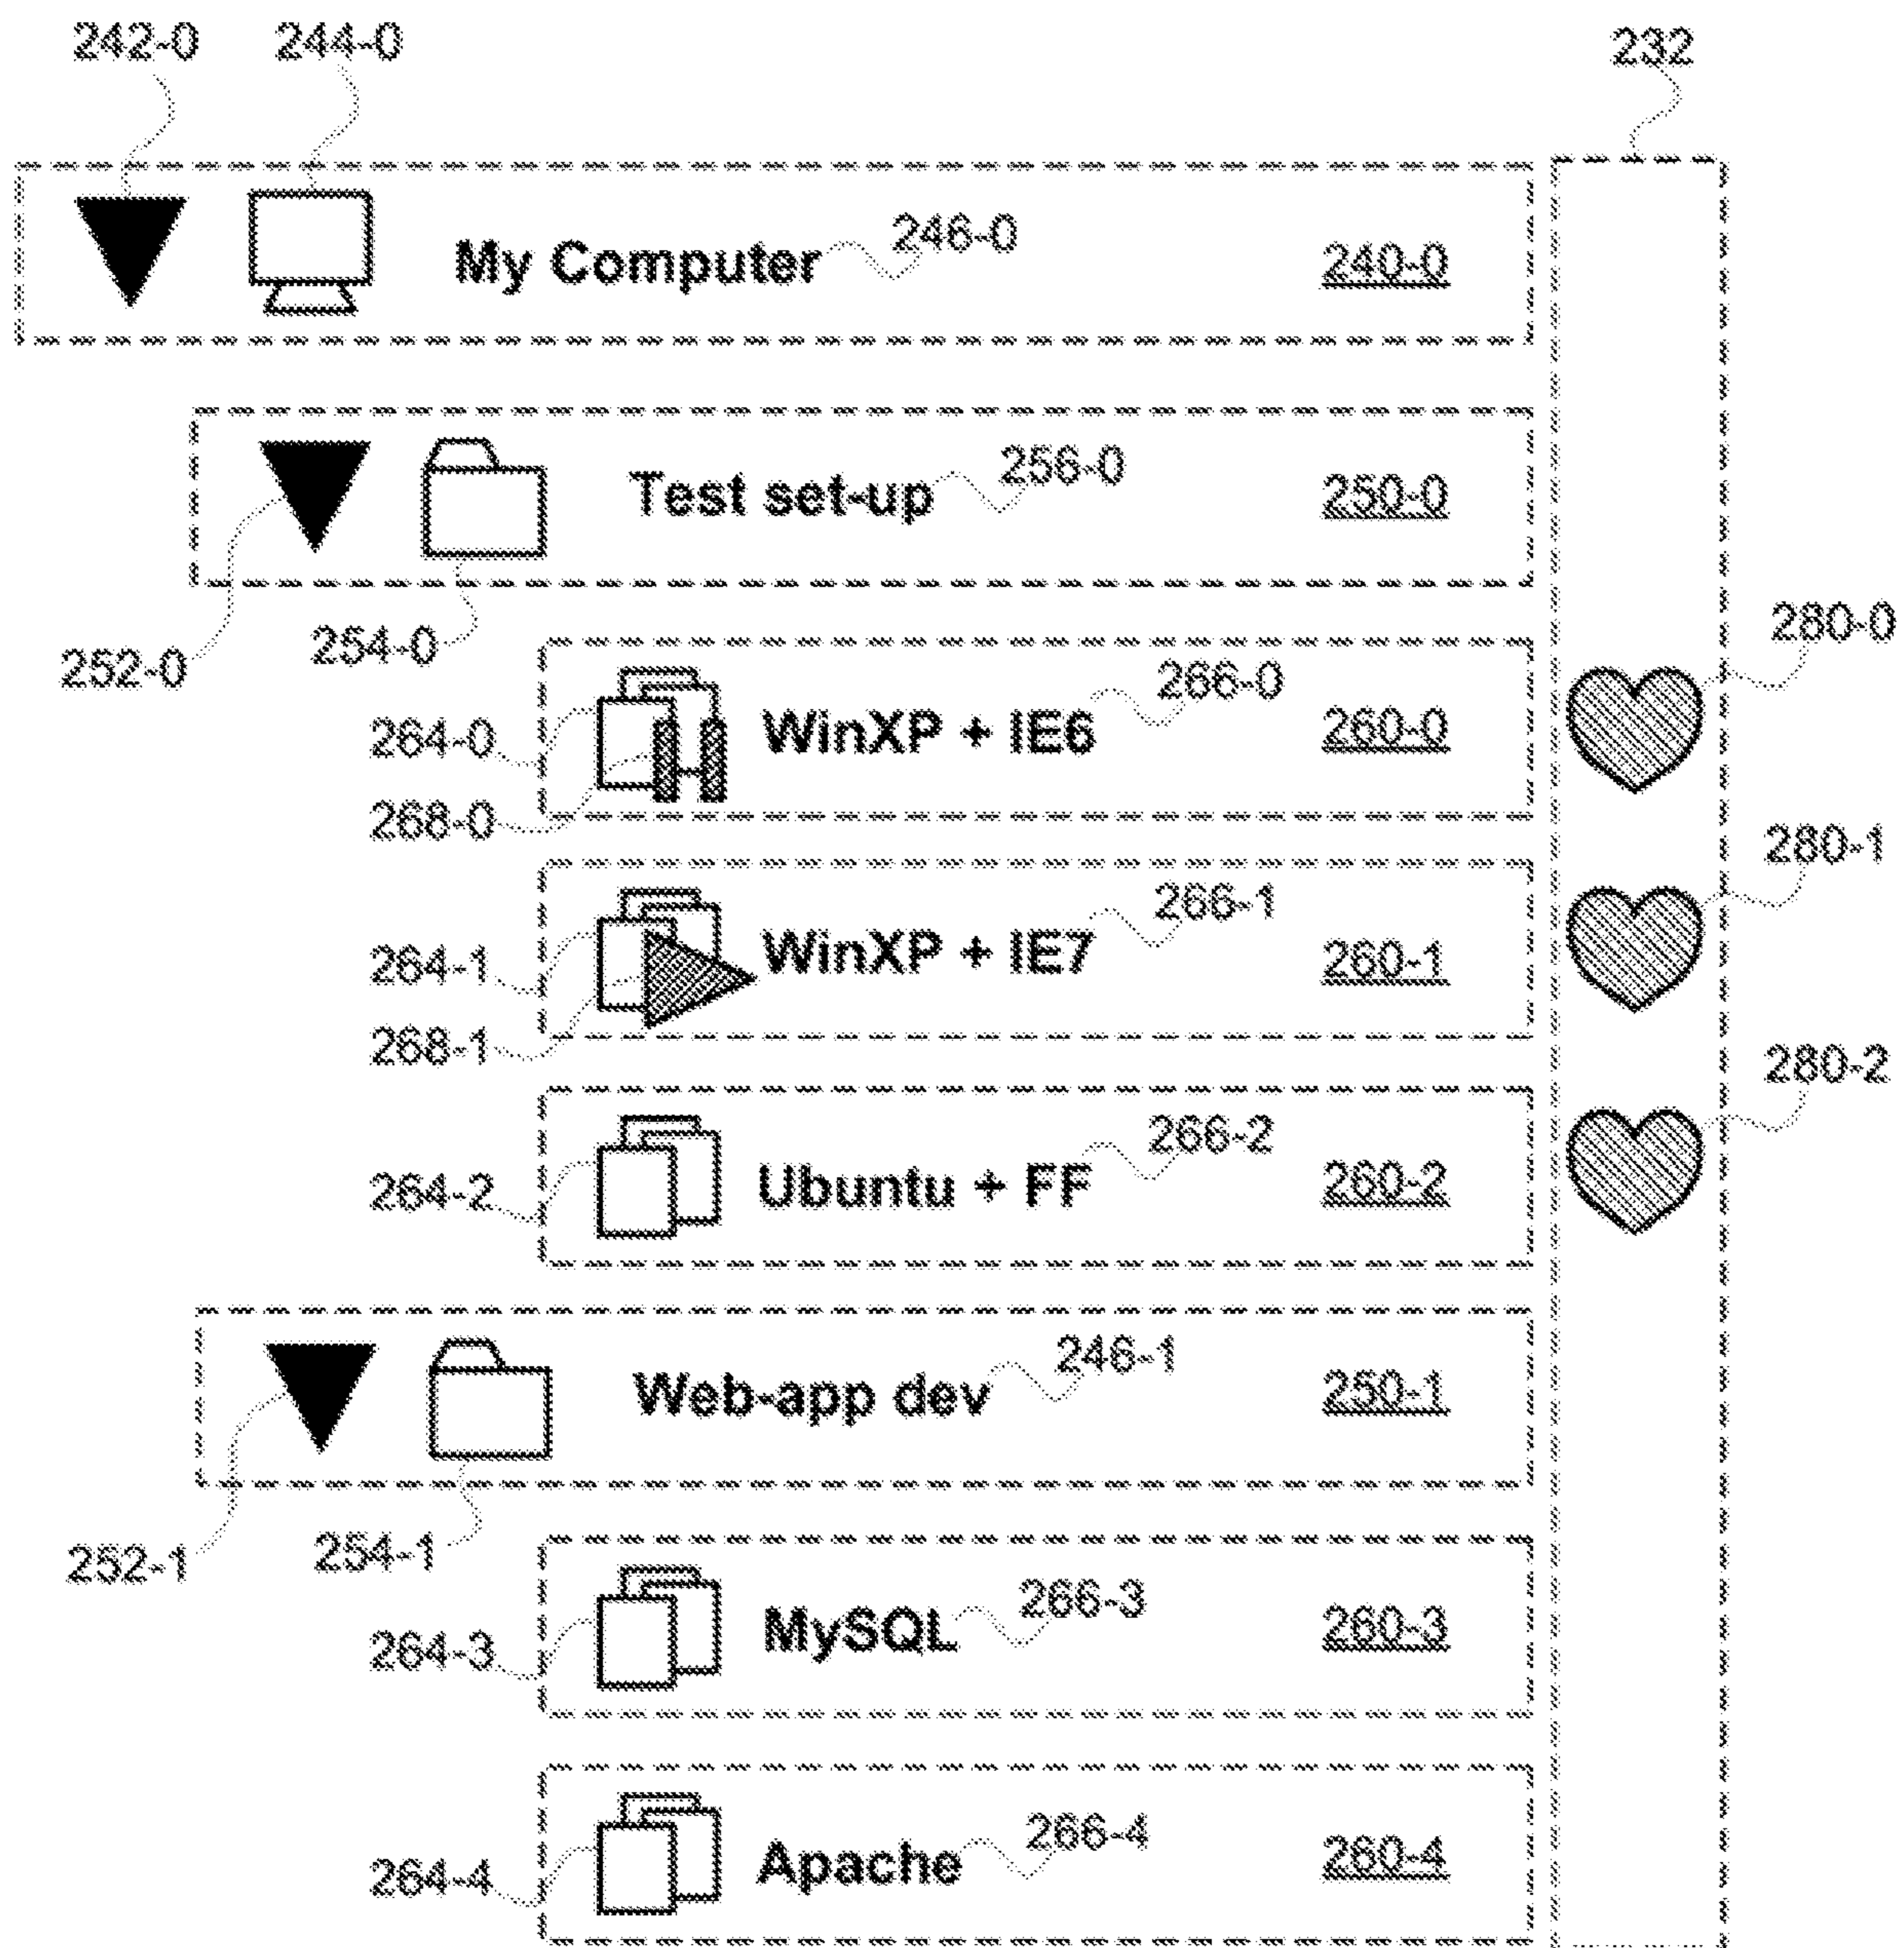 242-0 244-0 232
My Computer 246-0 240-0
Test set-up 256-0 250-0
252-0 254-0 280-0
264-0 WinXP + IE6 266-0 260-0
268-0 280-1
264-1 WinXP + IE7 266-1 260-1
268-1 280-2
264-2 Ubuntu + FF 266-2 260-2
Web-app dev 246-1 250-1
252-1 254-1
264-3 MySQL 266-3 260-3
264-4 Apache 266-4 260-4